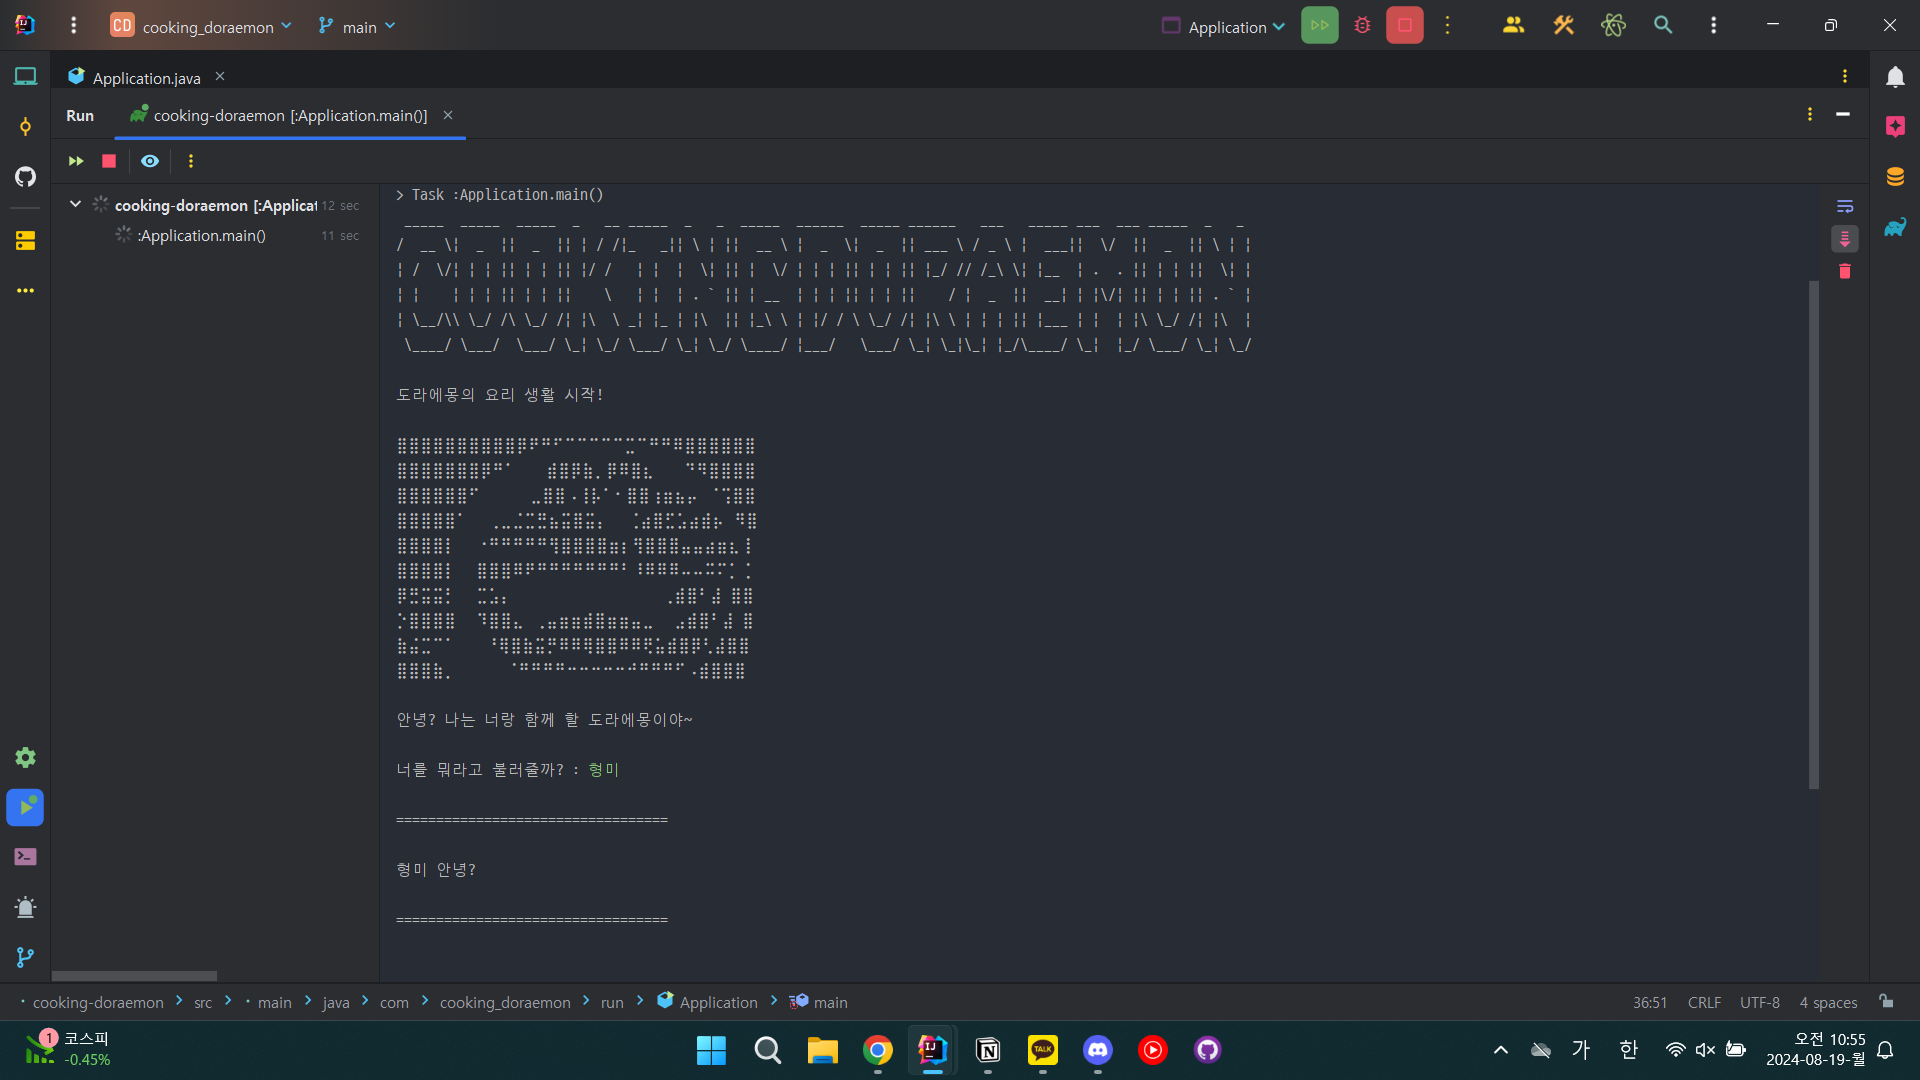 CD cooking_doraemon main Application
Application.java
Run cooking-doraemon [:Application.main()]
cooking-doraemon [:Applicat 12 sec
:Application.main() 11 sec
> Task :Application.main()
COOKINGDORAEMON
도라에몽의 요리 생활 시작!
안녕? 나는 너랑 함께 할 도라에몽이야~
너를 뭐라고 불러줄까? : 형미
==================================
형미 안녕?
==================================
cooking-doraemon > src > main > java > com > cooking_doraemon > run > Application > main 36:51 CRLF UTF-8 4 spaces
1 코스피
-0.45%
TALK
가 한
오전 10:55
2024-08-19-월